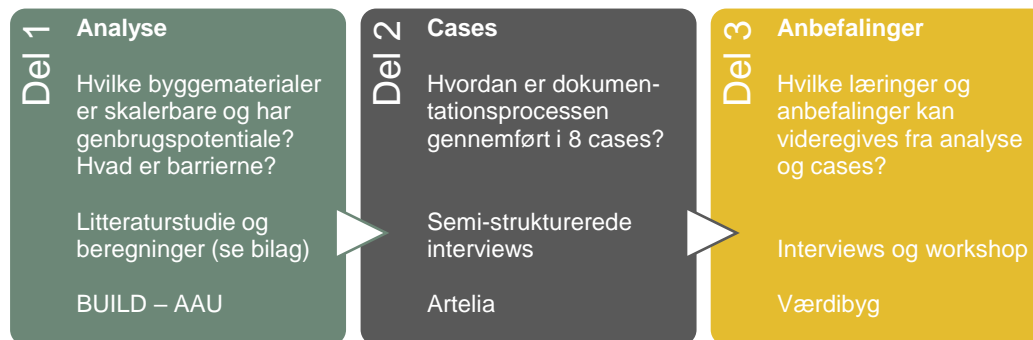 Del 1
Analyse
Hvilke byggematerialer
er skalerbare og har
genbrugspotentiale?
Hvad er barrierne?
Litteraturstudie og
beregninger (se bilag)
BUILD – AAU
Del 2
Cases
Hvordan er dokumen-
tationsprocessen
gennemført i 8 cases?
Semi-strukturerede
interviews
Artelia
Del 3
Anbefalinger
Hvilke læringer og
anbefalinger kan
videregives fra analyse
og cases?
Interviews og workshop
Værdibyg